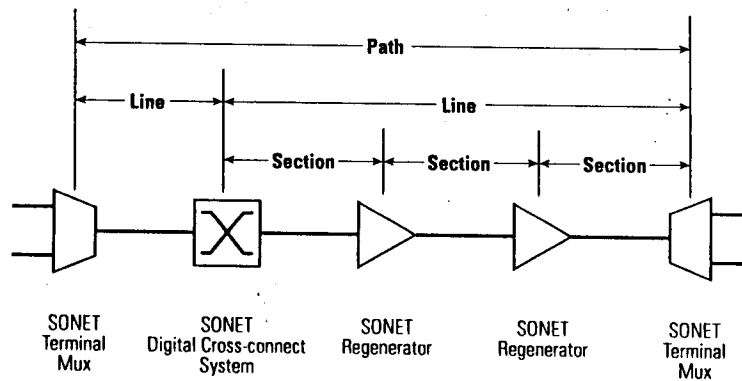 Path
Line Line
Section Section Section
SONET
Terminal
Mux
SONET
Digital Cross-connect
System
SONET
Regenerator
SONET
Regenerator
SONET
Terminal
Mux